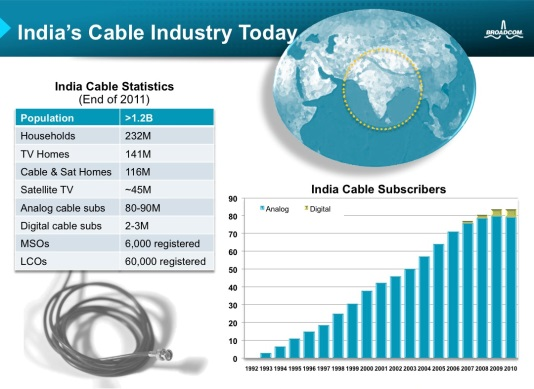 India's Cable Industry Today
BROADCOM
India Cable Statistics
(End of 2011)
Population >1.2B
Households 232M
TV Homes 141M
Cable & Sat Homes 116M
Satellite TV ~45M
Analog cable subs 80-90M
Digital cable subs 2-3M
MSOs 6,000 registered
LCOs 60,000 registered
India Cable Subscribers
Analog Digital
90
80
70
60
50
40
30
20
10
0
1992 1993 1994 1995 1996 1997 1998 1999 2000 2001 2002 2003 2004 2005 2006 2007 2008 2009 2010